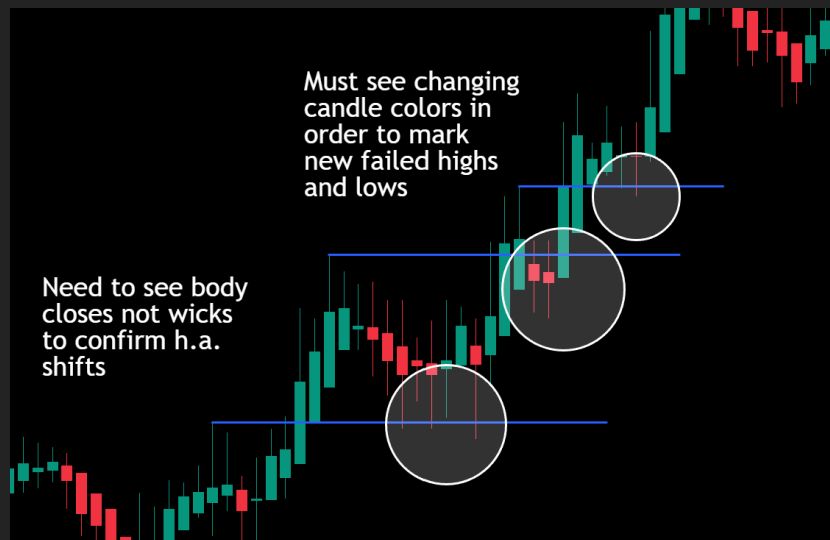 Must see changing
candle colors in
order to mark
new failed highs
and lows
Need to see body
closes not wicks
to confirm h.a.
shifts